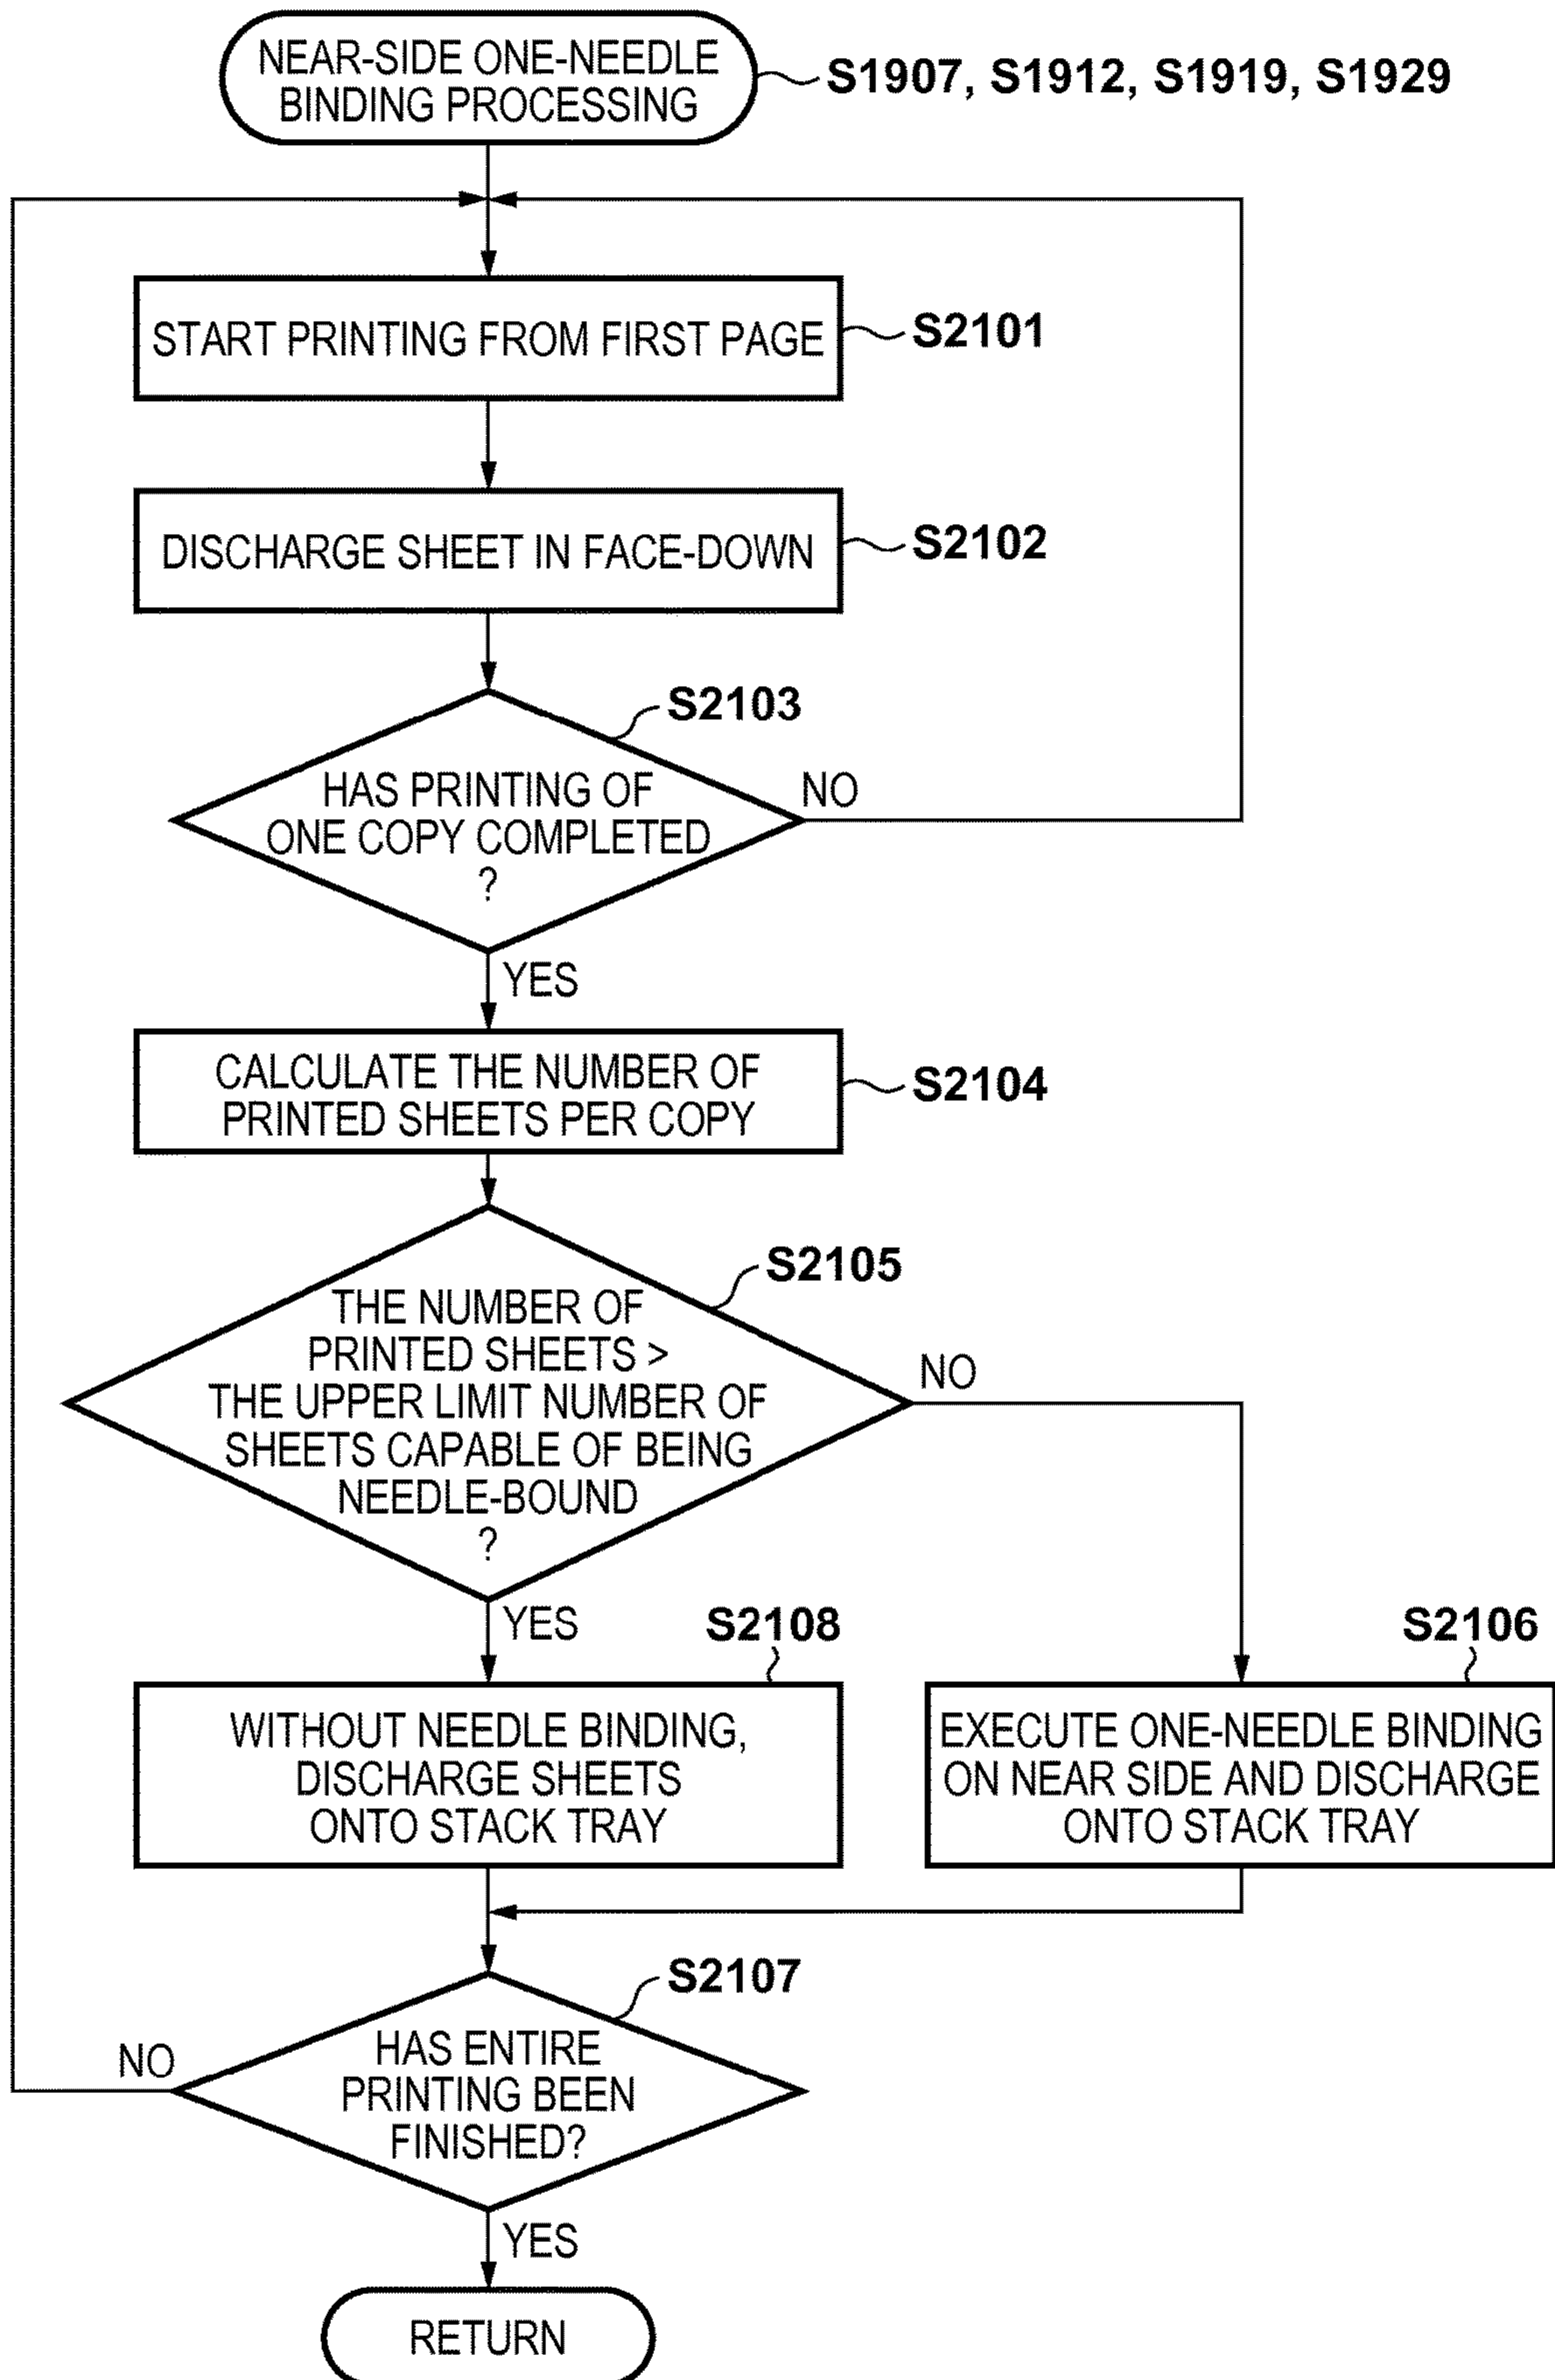 NEAR-SIDE ONE-NEEDLE
BINDING PROCESSING
S1907, S1912, S1919, S1929
START PRINTING FROM FIRST PAGE
S2101
DISCHARGE SHEET IN FACE-DOWN
S2102
S2103
HAS PRINTING OF
ONE COPY COMPLETED
?
NO
YES
CALCULATE THE NUMBER OF
PRINTED SHEETS PER COPY
S2104
S2105
THE NUMBER OF
PRINTED SHEETS >
THE UPPER LIMIT NUMBER OF
SHEETS CAPABLE OF BEING
NEEDLE-BOUND
?
NO
YES
S2108
WITHOUT NEEDLE BINDING,
DISCHARGE SHEETS
ONTO STACK TRAY
S2106
EXECUTE ONE-NEEDLE BINDING
ON NEAR SIDE AND DISCHARGE
ONTO STACK TRAY
S2107
HAS ENTIRE
PRINTING BEEN
FINISHED?
NO
YES
RETURN